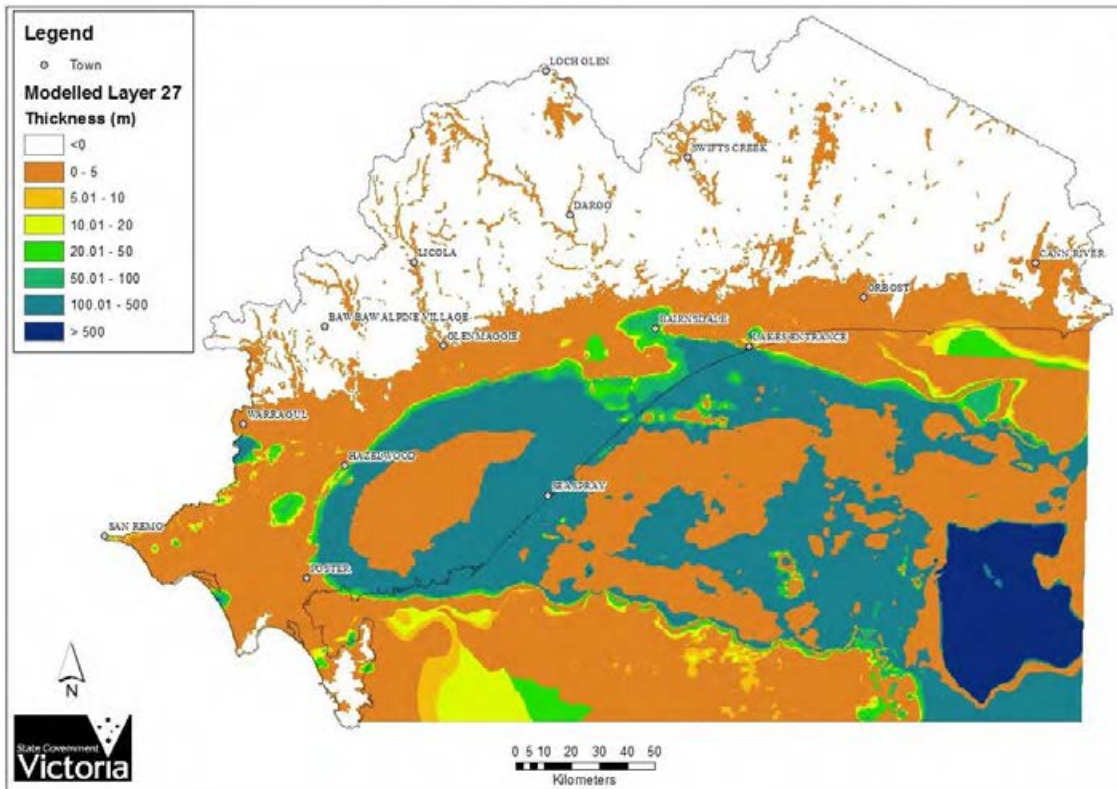 Legend
Town
Modelled Layer 27
Thickness (m)
<0
0 - 5
5.01 - 10
10.01 - 20
20.01 - 50
50.01 - 100
100.01 - 500
> 500
LOCH OLEN
SWIFTS CREEK
DARGO
LICOLA
CANN RIVER
ORBOST
BAW BAW ALPINE VILLAGE
BAIRNSDALE
GLENMAGGIE
LAKES ENTRANCE
WARRAGUL
HAZELWOOD
SEASPRAY
SAN REMO
FOSTER
N
State Government
Victoria
0 5 10 20 30 40 50
Kilometers